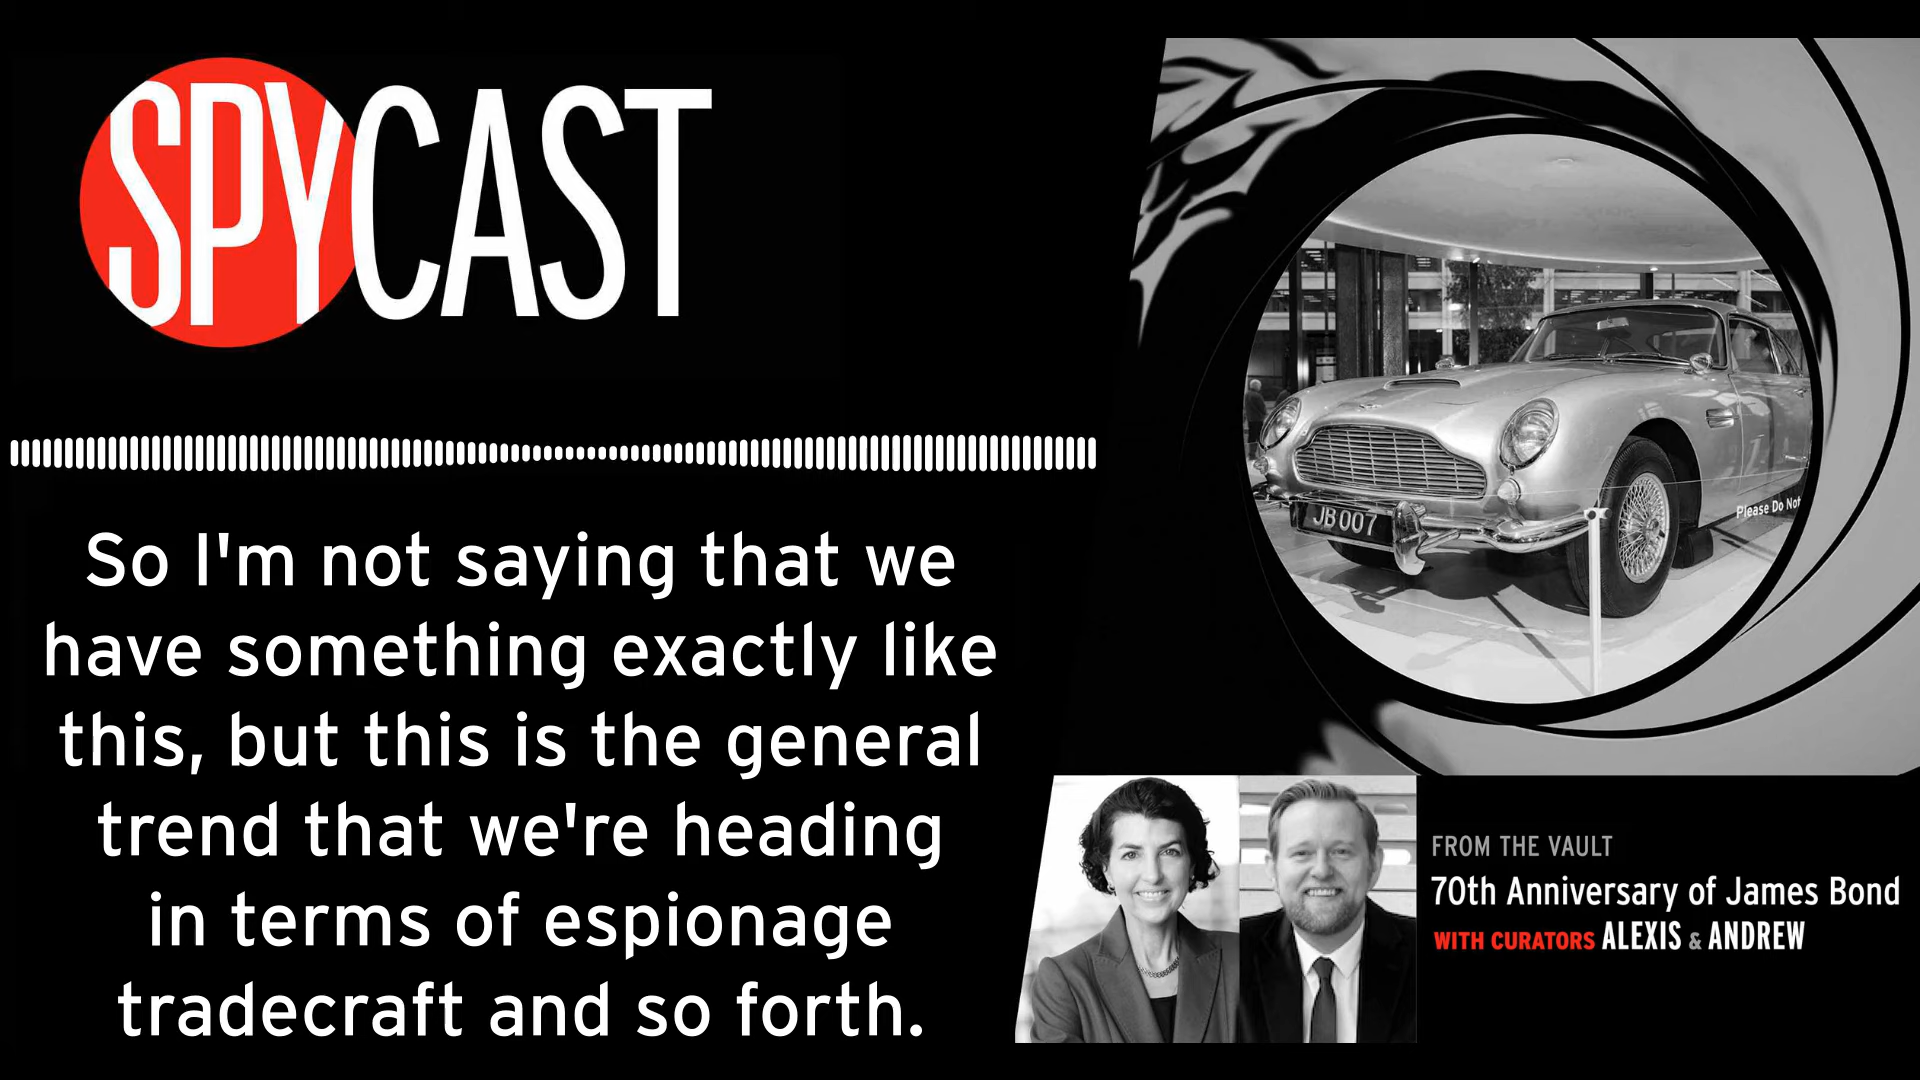 SPYCAST
So I'm not saying that we
have something exactly like
this, but this is the general
trend that we're heading
in terms of espionage
tradecraft and so forth.
JB 007
Please Do Not
FROM THE VAULT
70th Anniversary of James Bond
WITH CURATORS ALEXIS & ANDREW